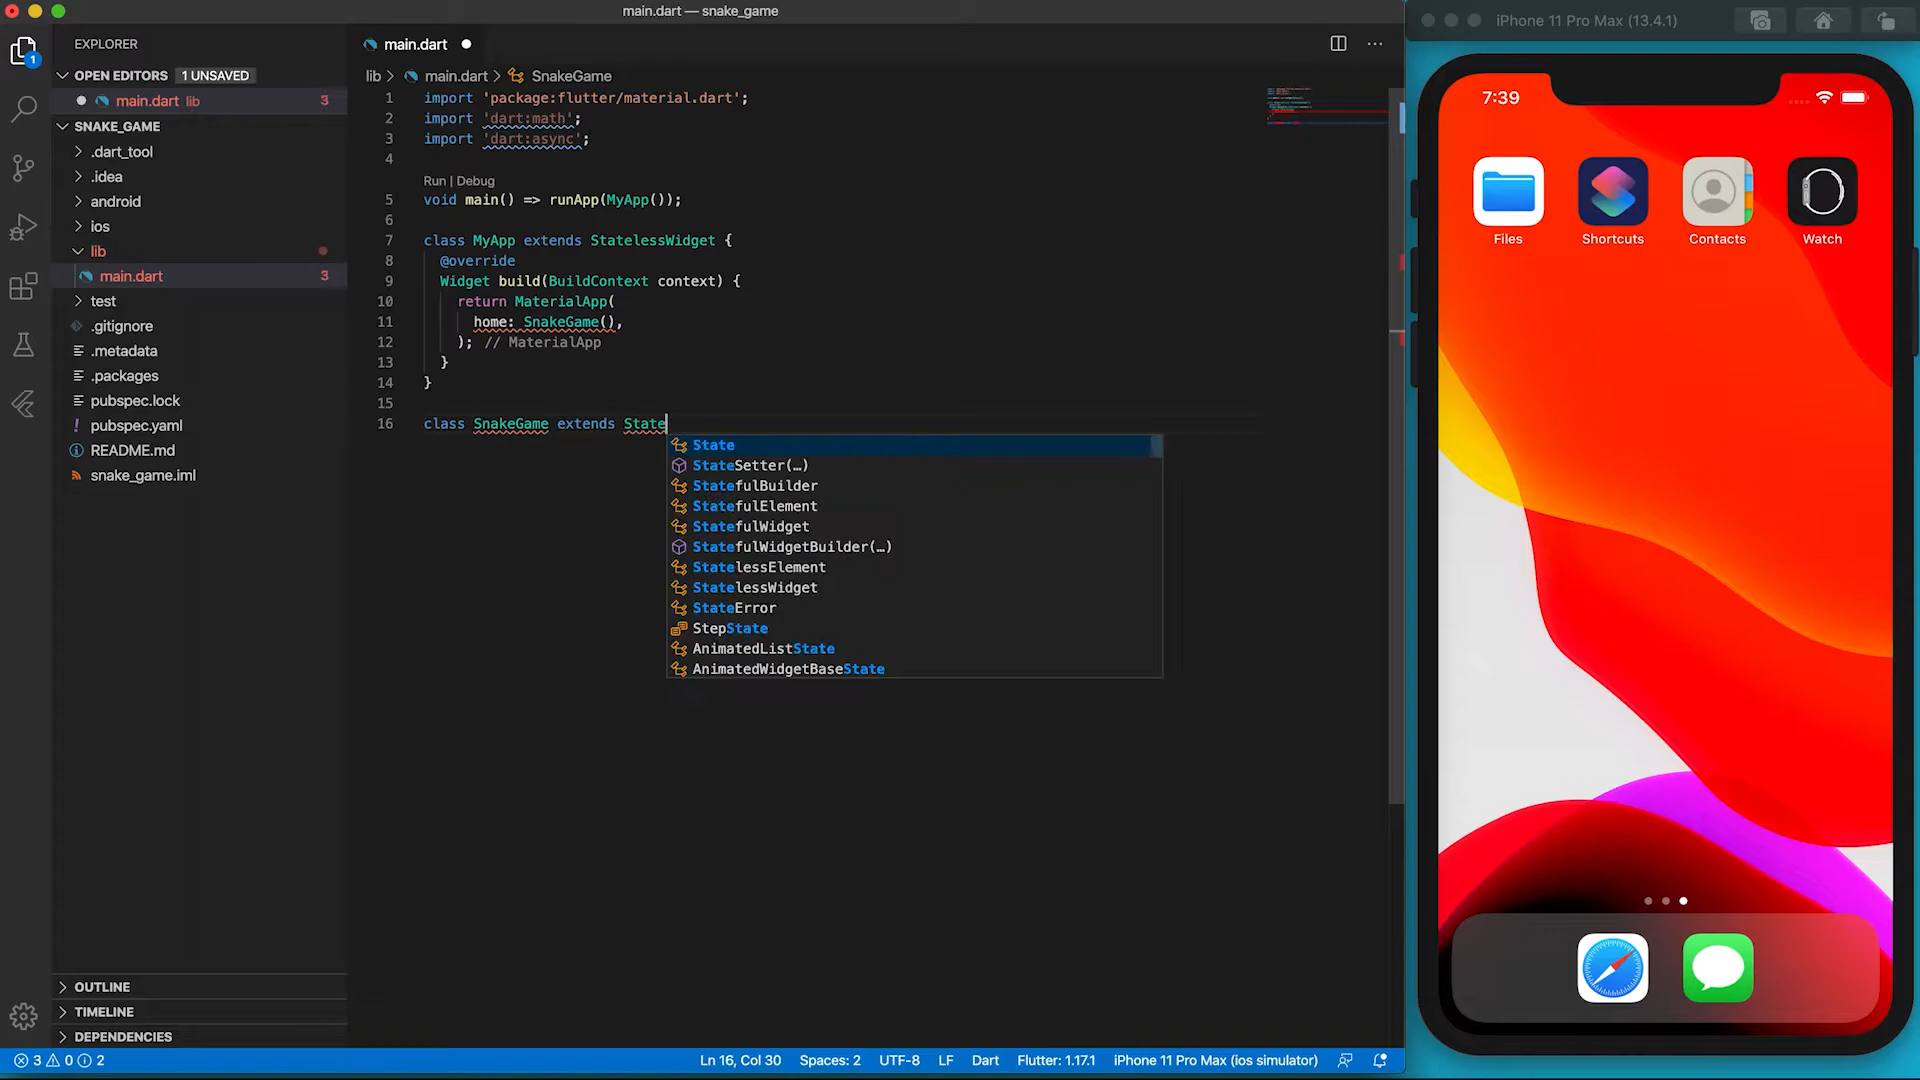 main.dart — snake_game
EXPLORER
OPEN EDITORS 1 UNSAVED
main.dart lib 3
SNAKE_GAME
.dart_tool
.idea
android
ios
lib
main.dart 3
test
.gitignore
.metadata
.packages
pubspec.lock
! pubspec.yaml
README.md
snake_game.iml
OUTLINE
TIMELINE
DEPENDENCIES
1
main.dart
lib > main.dart > SnakeGame
1 import 'package:flutter/material.dart';
2 import 'dart:math';
3 import 'dart:async';
4
Run | Debug
5 void main() => runApp(MyApp());
6
7 class MyApp extends StatelessWidget {
8 @override
9 Widget build(BuildContext context) {
10 return MaterialApp(
11 home: SnakeGame(),
12 ); // MaterialApp
13 }
14 }
15
16 class SnakeGame extends State
State
StateSetter(…)
StatefulBuilder
StatefulElement
StatefulWidget
StatefulWidgetBuilder(…)
StatelessElement
StatelessWidget
StateError
StepState
AnimatedListState
AnimatedWidgetBaseState
3 0 2
Ln 16, Col 30 Spaces: 2 UTF-8 LF Dart Flutter: 1.17.1 iPhone 11 Pro Max (ios simulator)
iPhone 11 Pro Max (13.4.1)
7:39
Files Shortcuts Contacts Watch